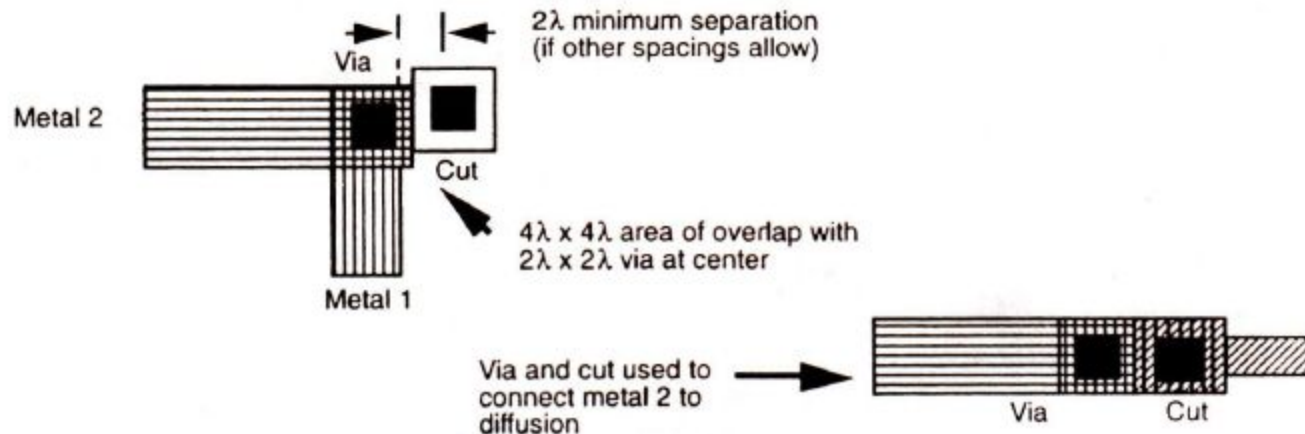 2λ minimum separation
(if other spacings allow)
Via
Metal 2
Cut
4λ x 4λ area of overlap with
2λ x 2λ via at center
Metal 1
Via and cut used to
connect metal 2 to
diffusion
Via
Cut